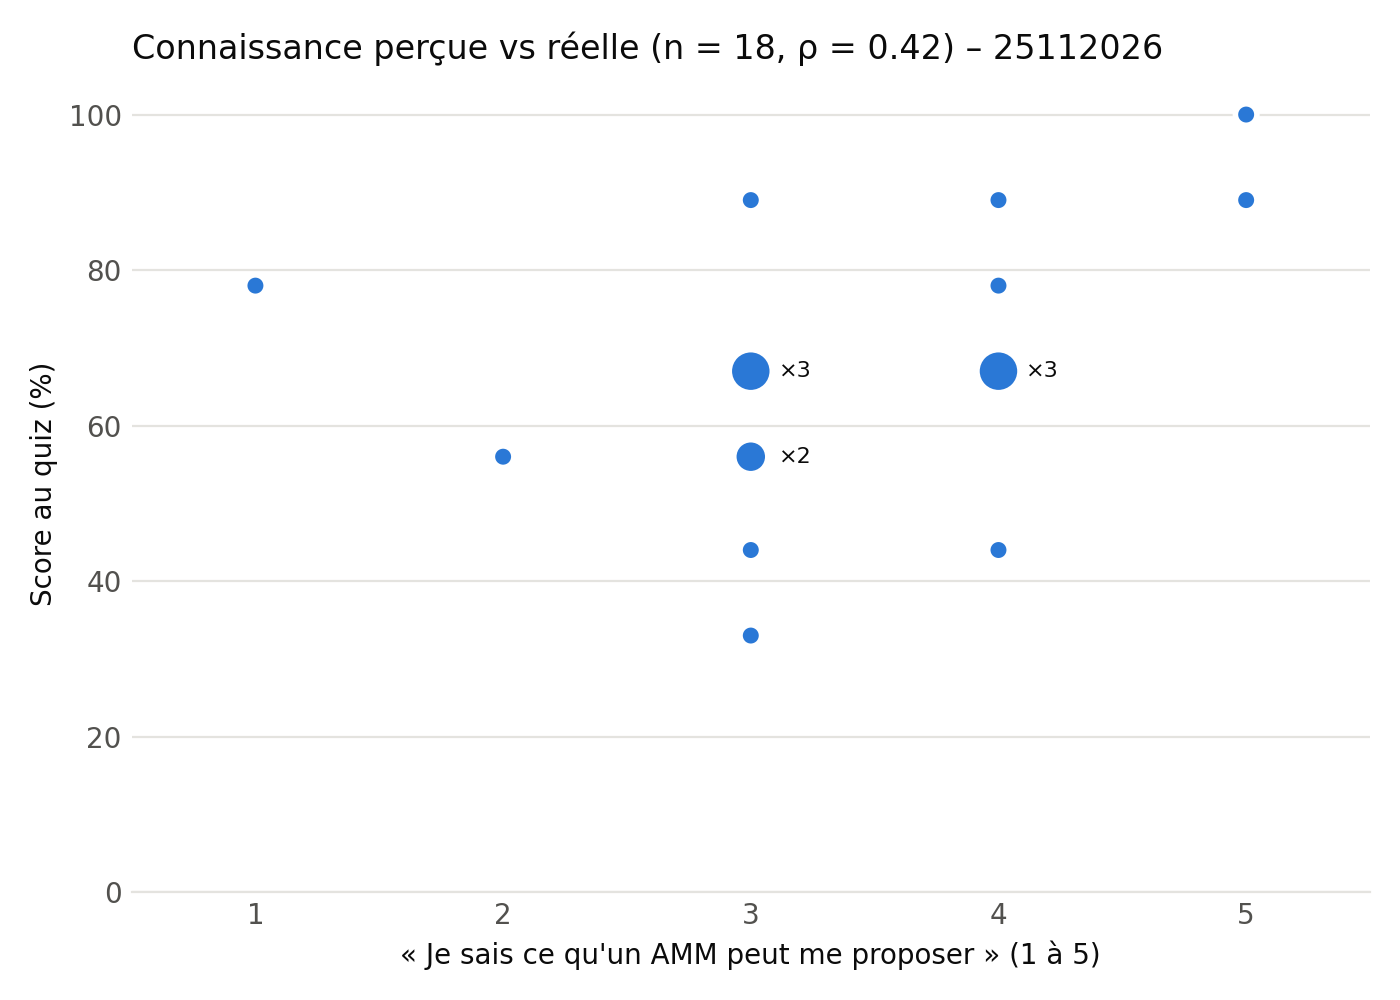 Connaissance perçue vs réelle (n = 18, ρ = 0.42) – 25112026
100
80
×3 ×3
60
×2
40
20
0
1 2 3 4 5
Score au quiz (%)
« Je sais ce qu'un AMM peut me proposer » (1 à 5)